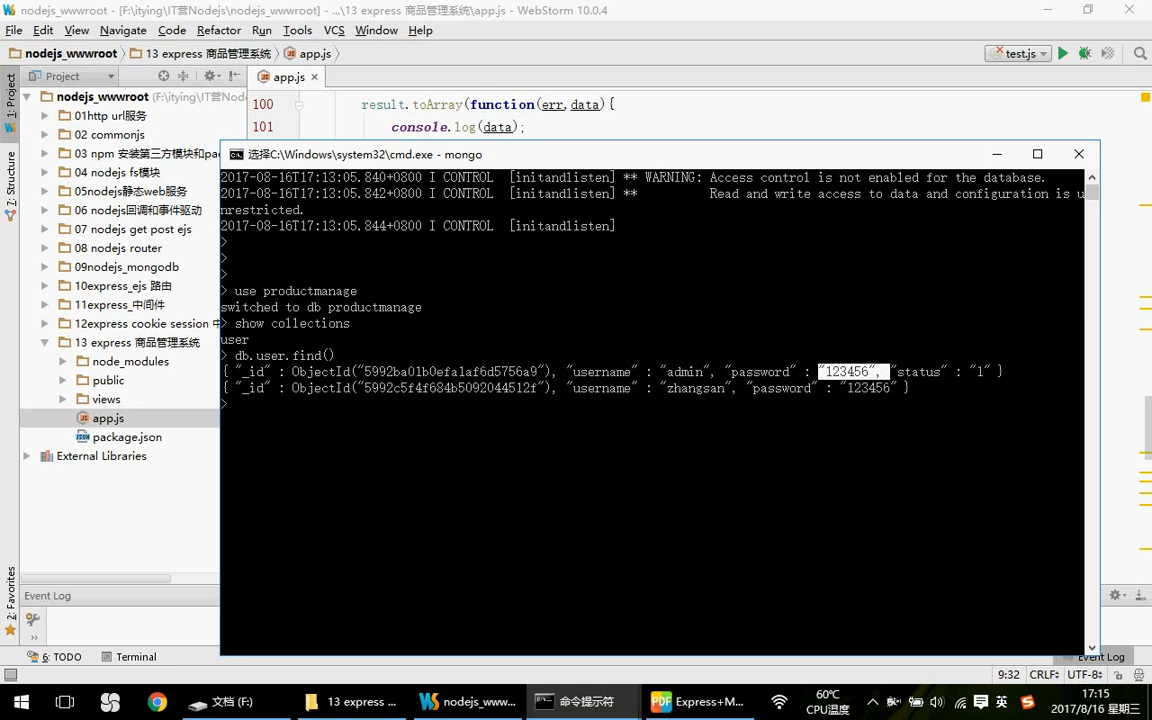 nodejs_wwwroot - [F:\itying\IT营Nodejs\nodejs_wwwroot] - ...\13 express 商品管理系统\app.js - WebStorm 10.0.4
File Edit View Navigate Code Refactor Run Tools VCS Window Help
nodejs_wwwroot 13 express 商品管理系统 app.js test.js
1: Project
2: Structure
2: Favorites
Project
app.js
nodejs_wwwroot (F:\itying\IT营Node
01http url服务
02 commonjs
03 npm 安装第三方模块和pac
04 nodejs fs模块
05nodejs静态web服务
06 nodejs回调和事件驱动
07 nodejs get post ejs
08 nodejs router
09nodejs_mongodb
10express_ejs 路由
11express_中间件
12express cookie session 中
13 express 商品管理系统
node_modules
public
views
app.js
package.json
External Libraries
100 result.toArray(function(err,data){
101 console.log(data);
选择C:\Windows\system32\cmd.exe - mongo
2017-08-16T17:13:05.840+0800 I CONTROL [initandlisten] ** WARNING: Access control is not enabled for the database.
2017-08-16T17:13:05.842+0800 I CONTROL [initandlisten] ** Read and write access to data and configuration is u
nrestricted.
2017-08-16T17:13:05.844+0800 I CONTROL [initandlisten]
>
>
>
> use productmanage
switched to db productmanage
> show collections
user
> db.user.find()
{ "_id" : ObjectId("5992ba01b0efa1af6d5756a9"), "username" : "admin", "password" : "123456", "status" : "1" }
{ "_id" : ObjectId("5992c5f4f684b5092044512f"), "username" : "zhangsan", "password" : "123456" }
>
Event Log
6: TODO Terminal Event Log
9:32 CRLF UTF-8
文档 (F:) 13 express ... nodejs_www... 命令提示符 Express+M... 60℃ CPU温度 英 17:15 2017/8/16 星期三